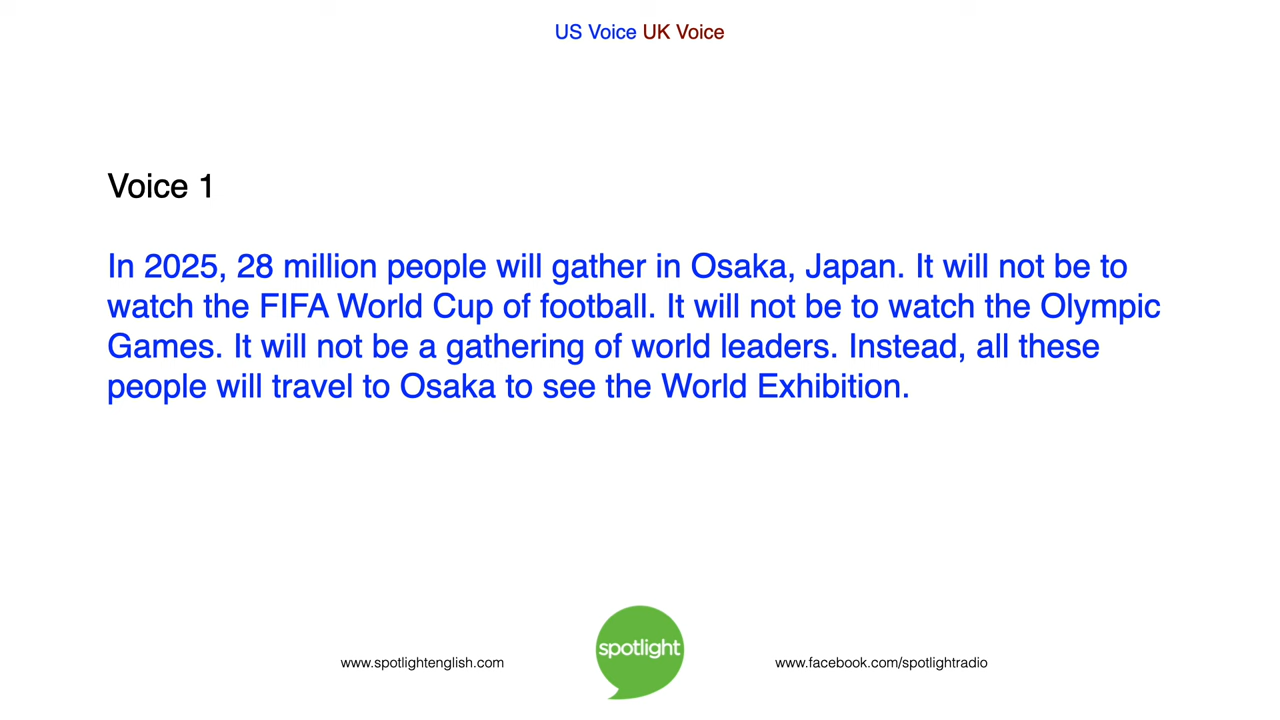 US Voice UK Voice
Voice 1
In 2025, 28 million people will gather in Osaka, Japan. It will not be to
watch the FIFA World Cup of football. It will not be to watch the Olympic
Games. It will not be a gathering of world leaders. Instead, all these
people will travel to Osaka to see the World Exhibition.
www.spotlightenglish.com
spotlight
www.facebook.com/spotlightradio